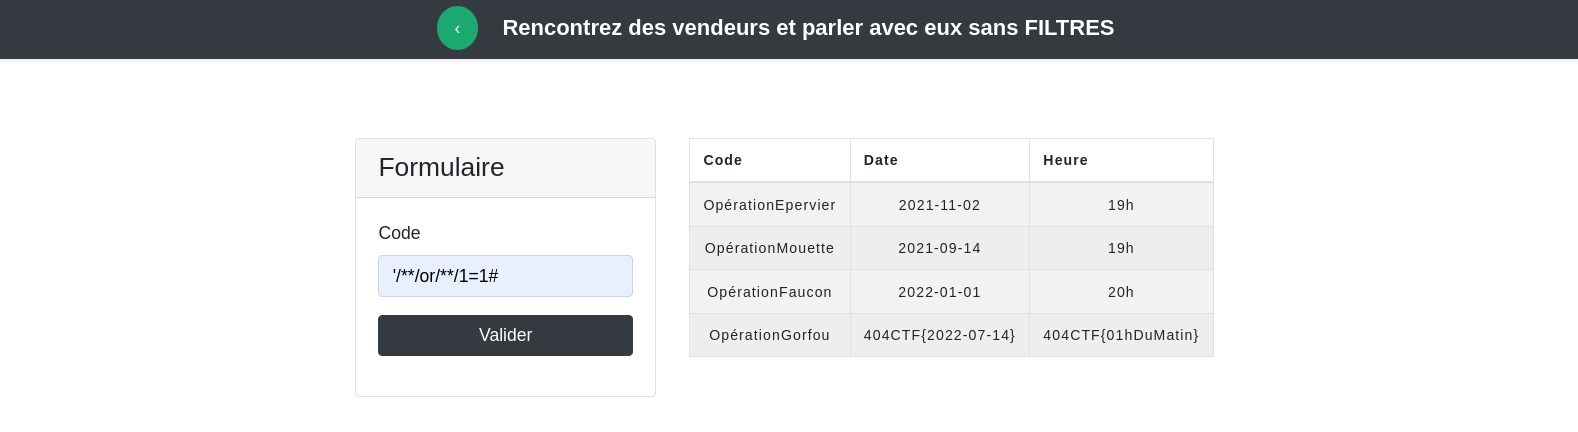 ‹ Rencontrez des vendeurs et parler avec eux sans FILTRES
Formulaire
Code
'/**/or/**/1=1#
Valider
Code Date Heure
OpérationEpervier 2021-11-02 19h
OpérationMouette 2021-09-14 19h
OpérationFaucon 2022-01-01 20h
OpérationGorfou 404CTF{2022-07-14} 404CTF{01hDuMatin}